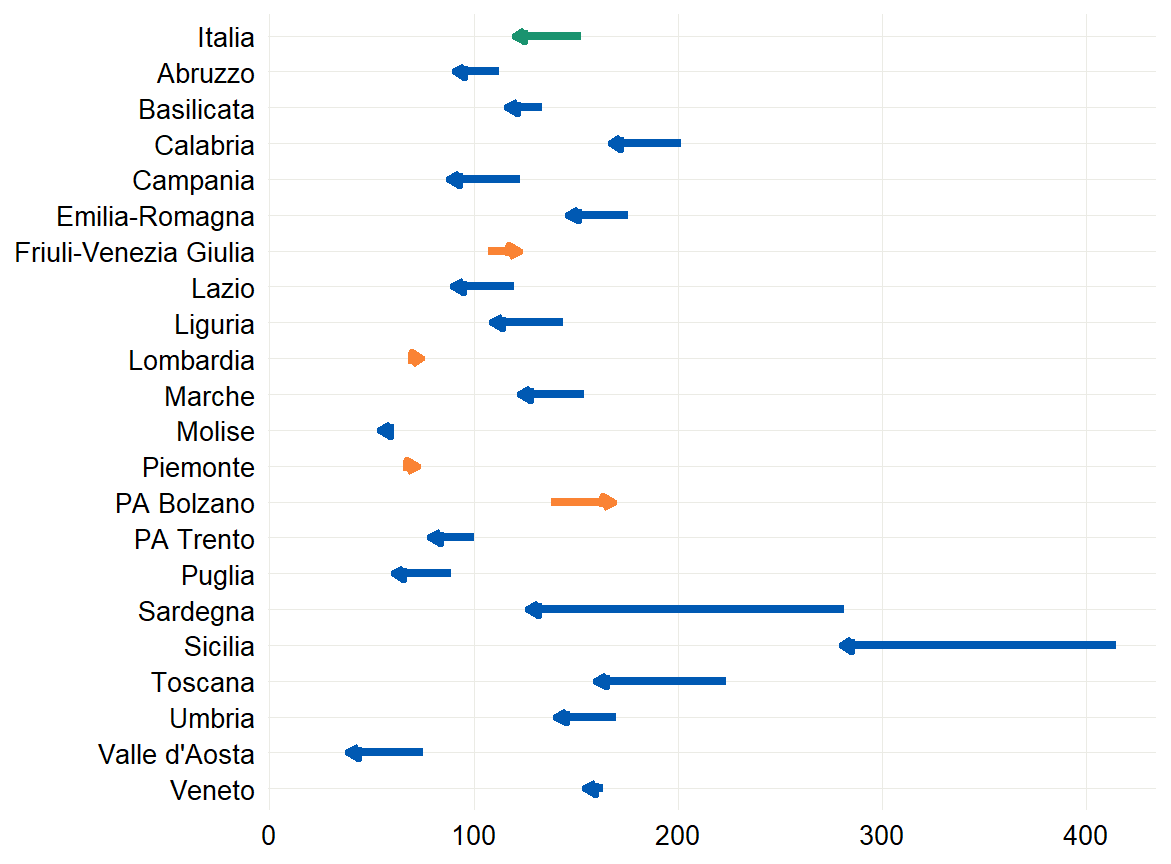 Italia
Abruzzo
Basilicata
Calabria
Campania
Emilia-Romagna
Friuli-Venezia Giulia
Lazio
Liguria
Lombardia
Marche
Molise
Piemonte
PA Bolzano
PA Trento
Puglia
Sardegna
Sicilia
Toscana
Umbria
Valle d'Aosta
Veneto
0 100 200 300 400